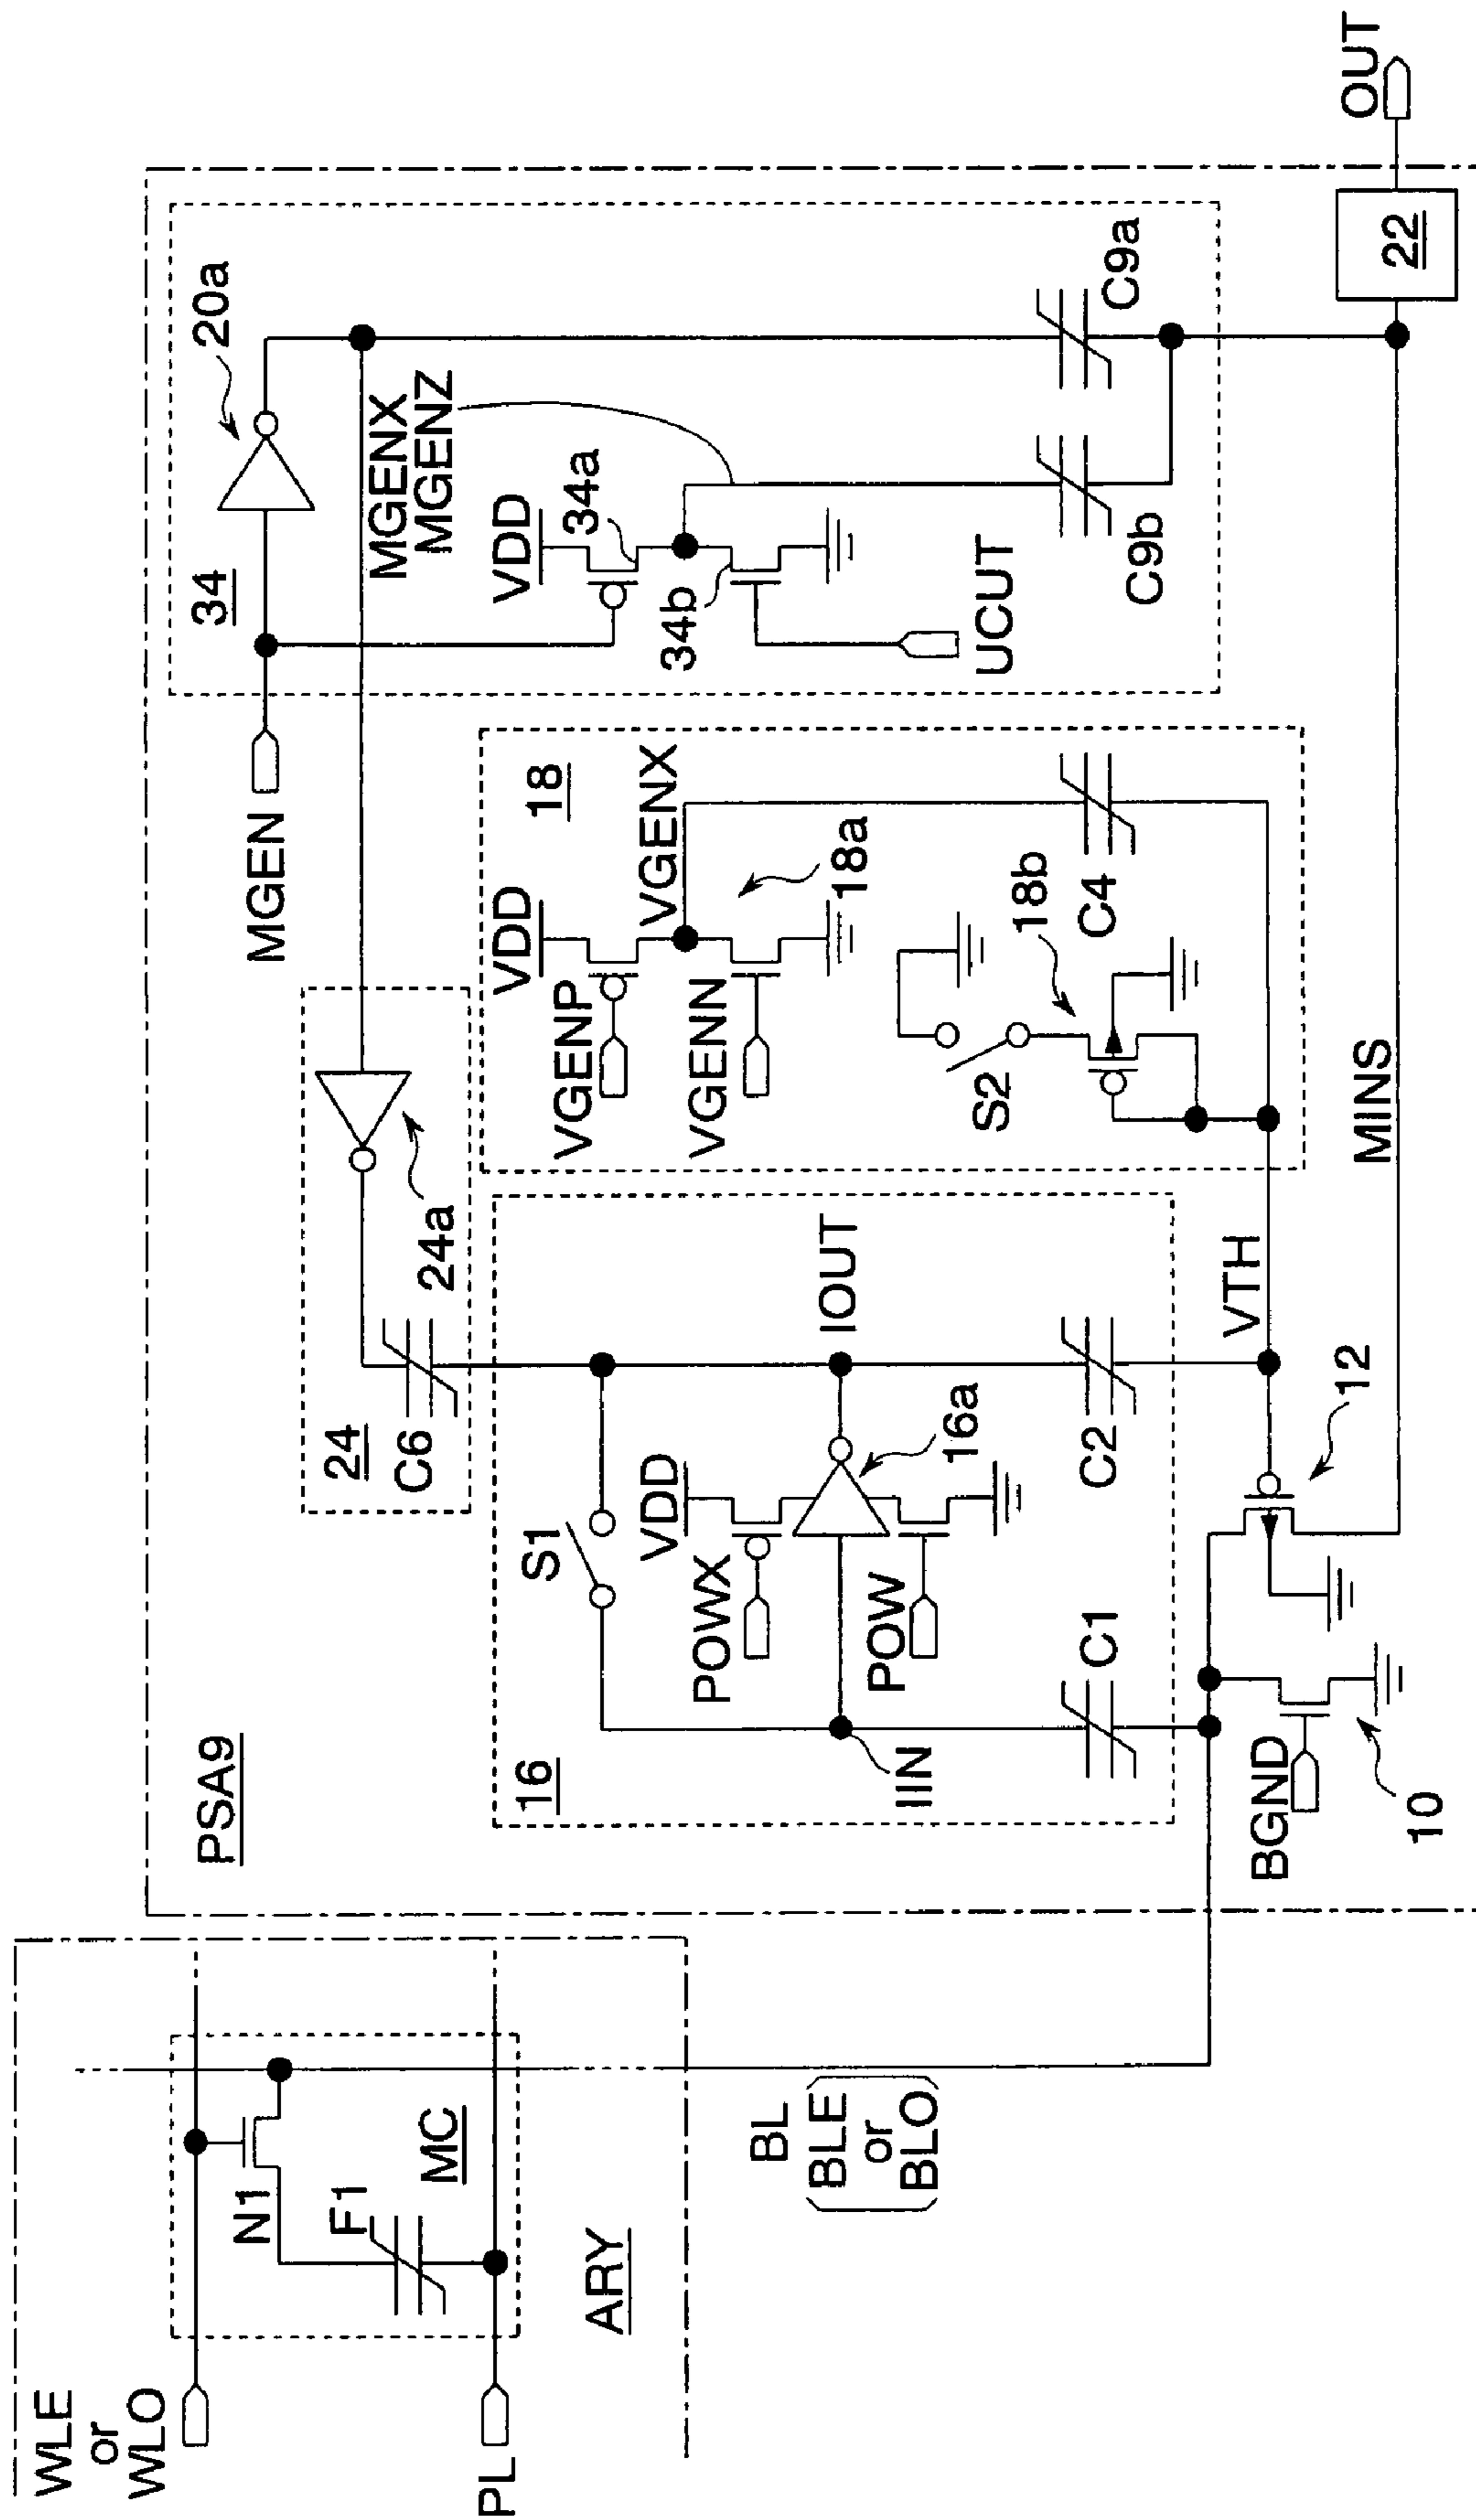 WLE
or
WLO
PL
N1
F1
MC
ARY
BL
BLE
or
BLO
PSA9
16
S1
VDD
POWX
POW
16a
IIN
IOUT
C1
C2
BGND
10
12
VTH
MINS
24
C6
24a
18
VDD
VGENP
VGENN
VGENX
18a
S2
18b
C4
MGEN
34
20a
MGENX
MGENZ
VDD
34a
34b
UCUT
C9b
C9a
22
OUT